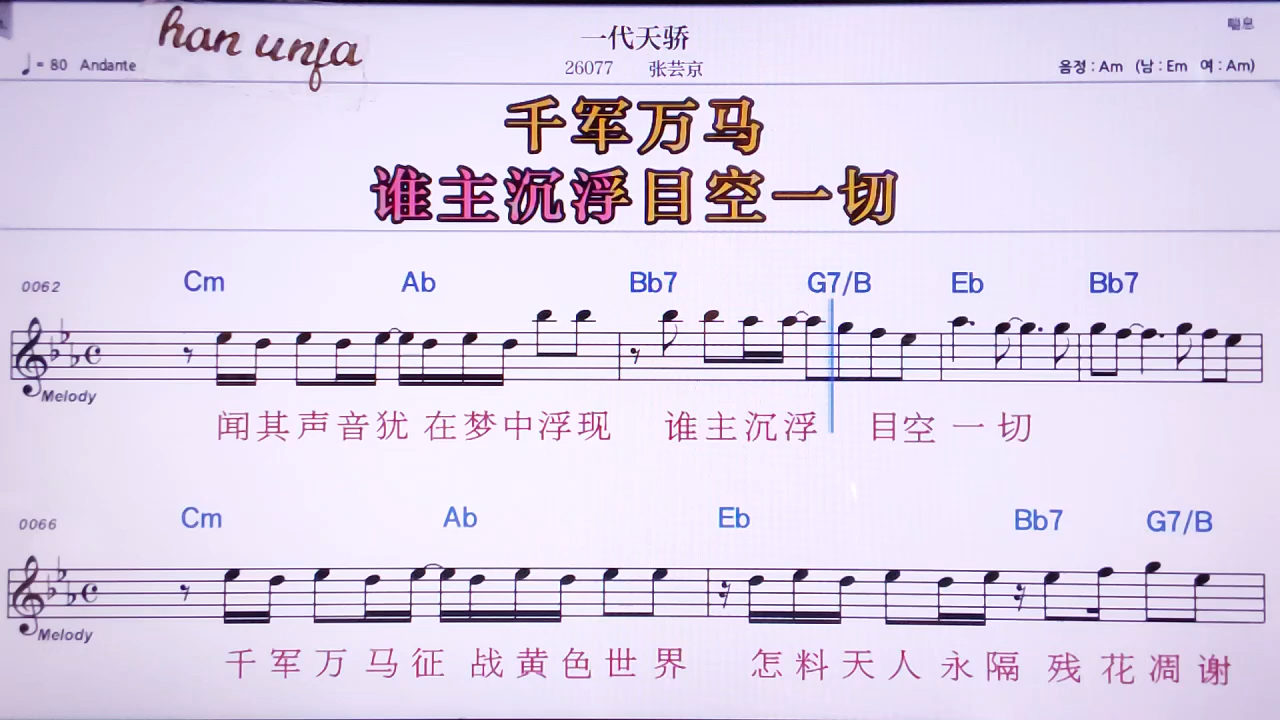 han unfa
一代天骄
♩= 80 Andante
26077 张芸京
음정 : Am (남 : Em 여 : Am)
千军万马
谁主沉浮目空一切
0062 Cm Ab Bb7 G7/B Eb Bb7
Melody
闻其声音犹在梦中浮现 谁主沉浮 目空一切
0066 Cm Ab Eb Bb7 G7/B
Melody
千军万马征战黄色世界 怎料天人永隔 残花凋谢